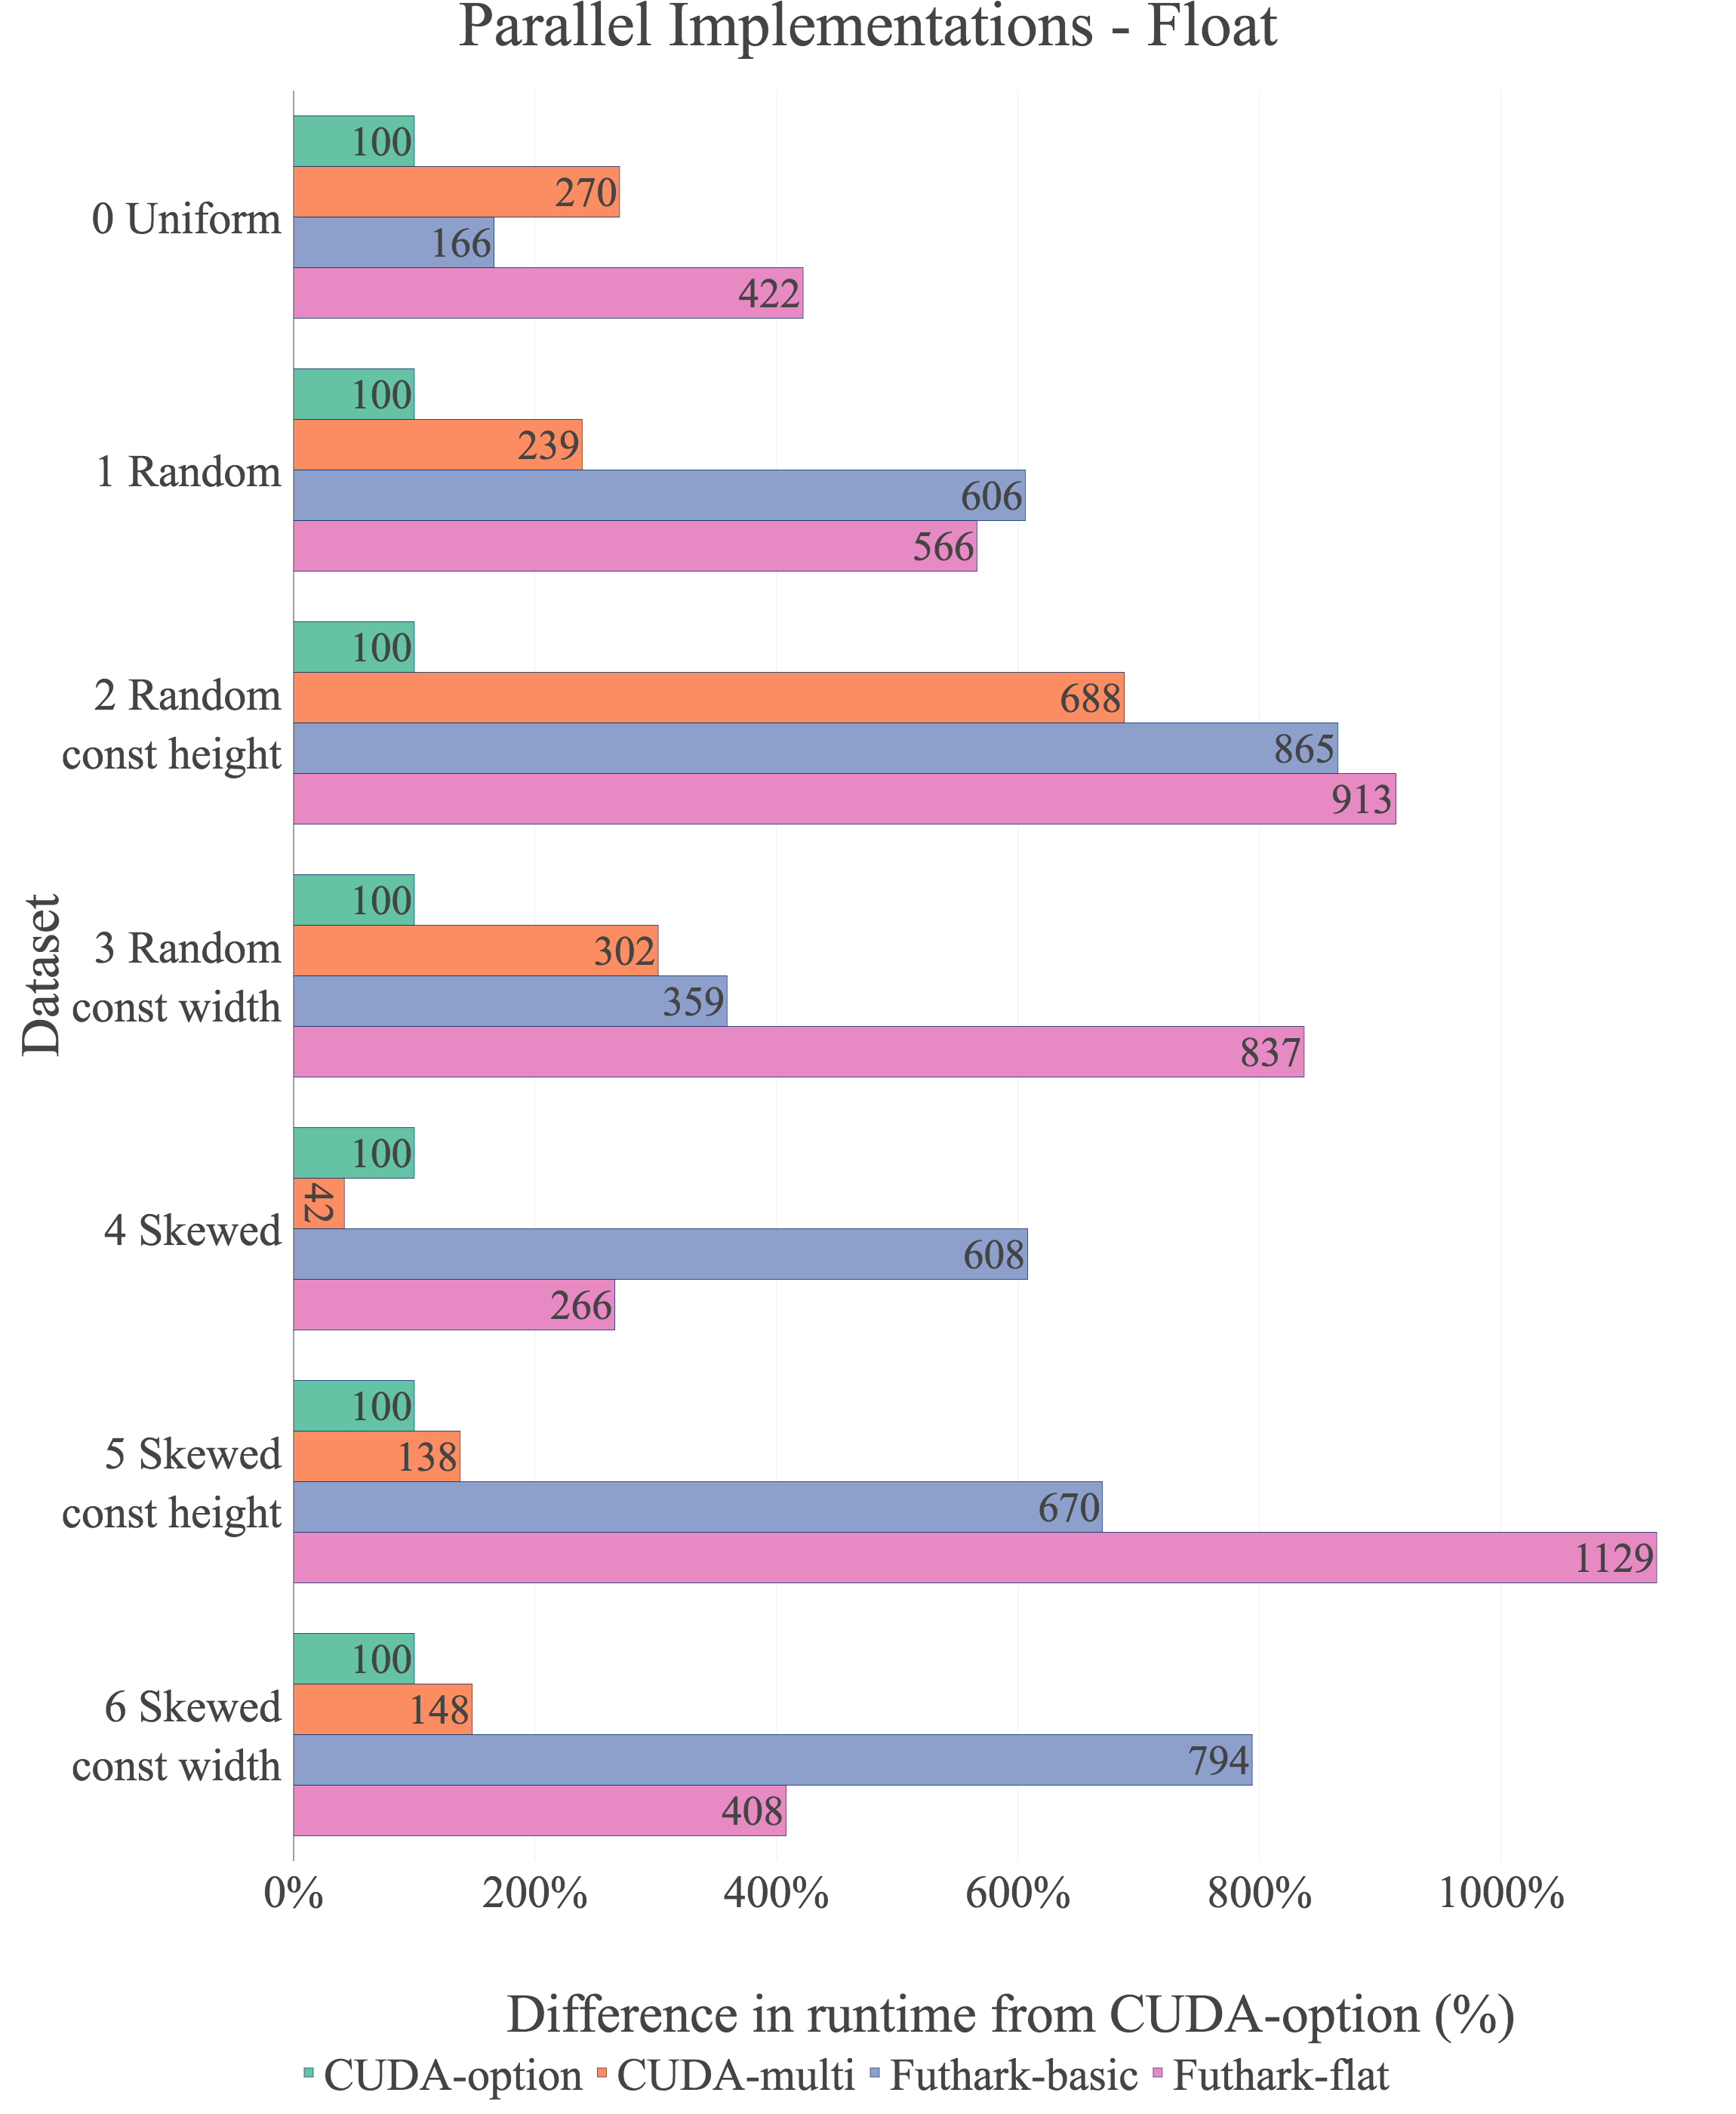 Parallel Implementations - Float
Dataset
0 Uniform
100
270
166
422
1 Random
100
239
606
566
2 Random
const height
100
688
865
913
3 Random
const width
100
302
359
837
4 Skewed
100
42
608
266
5 Skewed
const height
100
138
670
1129
6 Skewed
const width
100
148
794
408
0% 200% 400% 600% 800% 1000%
Difference in runtime from CUDA-option (%)
CUDA-option CUDA-multi Futhark-basic Futhark-flat